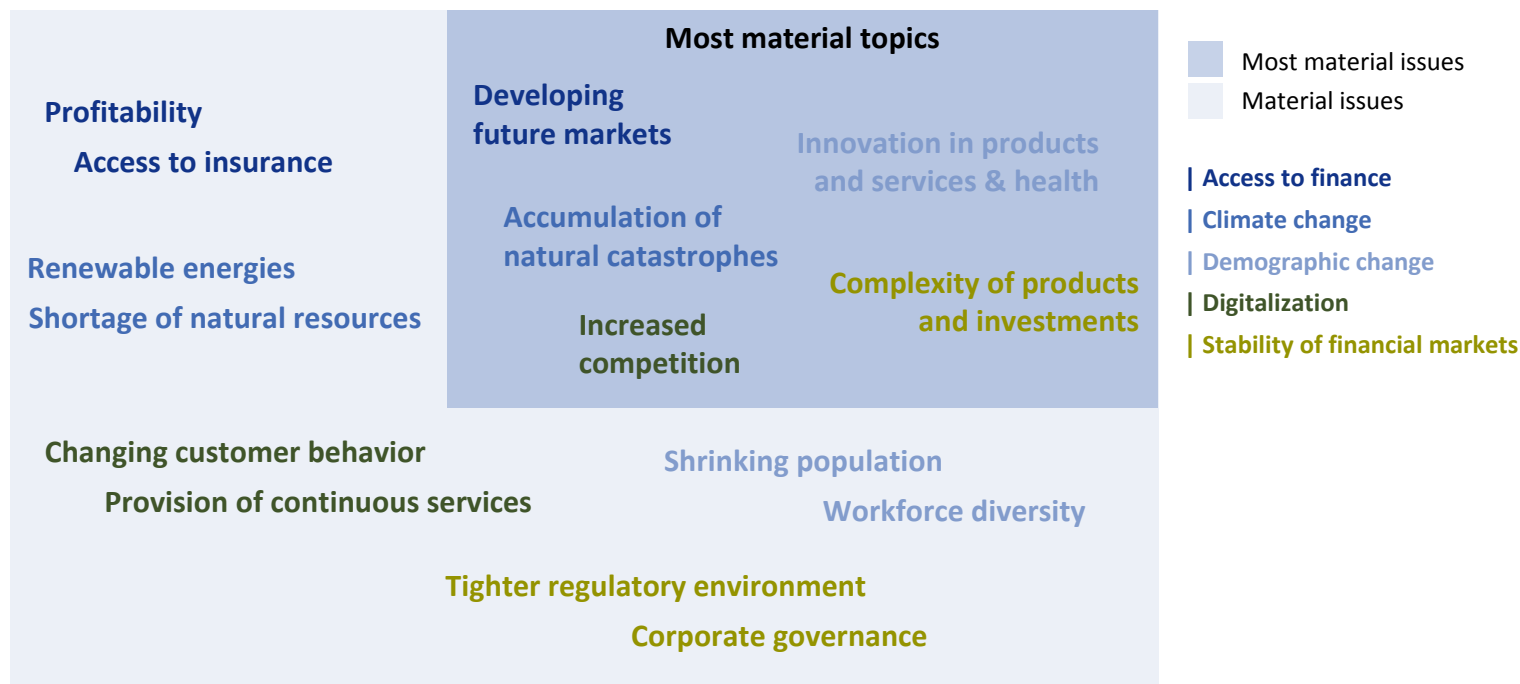 Most material topics
Profitability
Access to insurance
Renewable energies
Shortage of natural resources
Developing
future markets
Innovation in products
and services & health
Accumulation of
natural catastrophes
Complexity of products
and investments
Increased
competition
Changing customer behavior
Provision of continuous services
Shrinking population
Workforce diversity
Tighter regulatory environment
Corporate governance
Most material issues
Material issues
| Access to finance
| Climate change
| Demographic change
| Digitalization
| Stability of financial markets